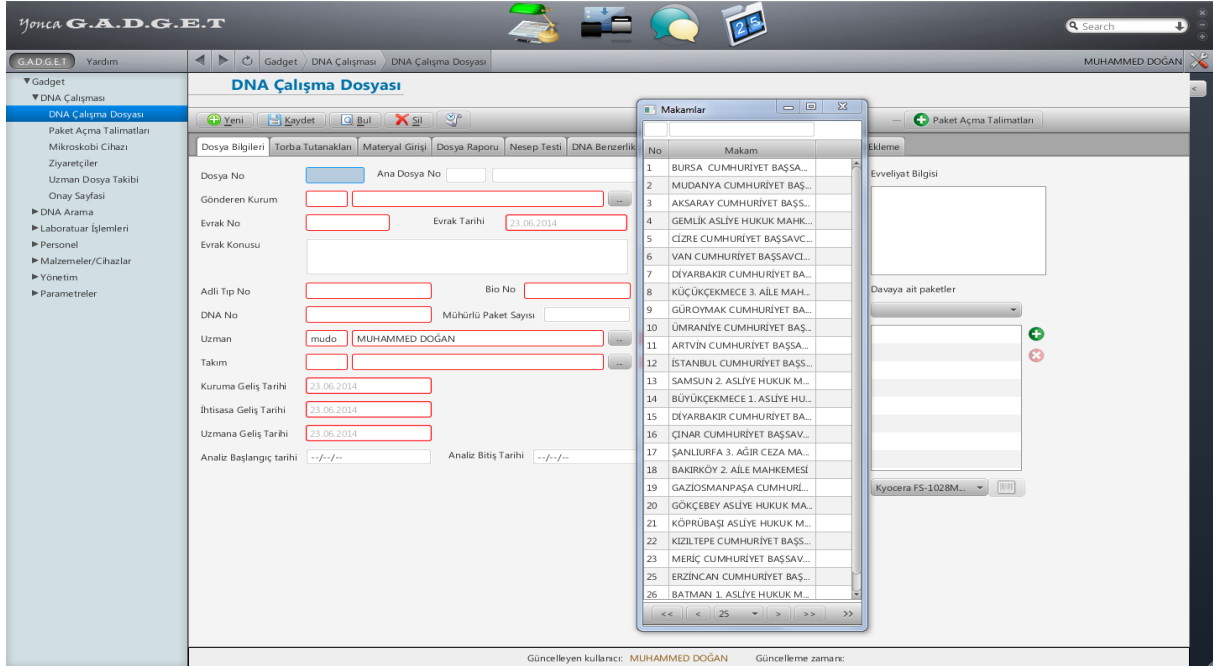 Yonca G.A.D.G.E.T
25
Search
G.A.D.G.E.T Yardım
Gadget DNA Çalışması DNA Çalışma Dosyası
MUHAMMED DOĞAN
Gadget
DNA Çalışması
DNA Çalışma Dosyası
Paket Açma Talimatları
Mikroskobi Cihazı
Ziyaretçiler
Uzman Dosya Takibi
Onay Sayfasi
DNA Arama
Laboratuar İşlemleri
Personel
Malzemeler/Cihazlar
Yönetim
Parametreler
DNA Çalışma Dosyası
Yeni Kaydet Bul Sil
Paket Açma Talimatları
Dosya Bilgileri Torba Tutanakları Materyal Girişi Dosya Raporu Nesep Testi DNA Benzerlik
Ekleme
Dosya No
Ana Dosya No
Gönderen Kurum ...
Evrak No
Evrak Tarihi 23.06.2014
Evrak Konusu
Adli Tıp No
Bio No
DNA No
Mühürlü Paket Sayısı
Uzman mudo MUHAMMED DOĞAN ...
Takım ...
Kuruma Geliş Tarihi 23.06.2014
İhtisasa Geliş Tarihi 23.06.2014
Uzmana Geliş Tarihi 23.06.2014
Analiz Başlangıç tarihi --/--/--
Analiz Bitiş Tarihi --/--/--
Makamlar
No Makam
1 BURSA CUMHURİYET BAŞSA...
2 MUDANYA CUMHURİYET BAŞ...
3 AKSARAY CUMHURİYET BAŞS...
4 GEMLİK ASLİYE HUKUK MAHK...
5 CİZRE CUMHURİYET BAŞSAVC...
6 VAN CUMHURİYET BAŞSAVCI...
7 DİYARBAKIR CUMHURİYET BA...
8 KÜÇÜKÇEKMECE 3. AİLE MAH...
9 GÜROYMAK CUMHURİYET BA...
10 ÜMRANİYE CUMHURİYET BAŞ...
11 ARTVİN CUMHURİYET BAŞSA...
12 İSTANBUL CUMHURİYET BAŞS...
13 SAMSUN 2. ASLİYE HUKUK M...
14 BÜYÜKÇEKMECE 1. ASLİYE HU...
15 DİYARBAKIR CUMHURİYET BA...
16 ÇINAR CUMHURİYET BAŞSAV...
17 ŞANLIURFA 3. AĞIR CEZA MA...
18 BAKIRKÖY 2. AİLE MAHKEMESİ
19 GAZİOSMANPAŞA CUMHURİ...
20 GÖKÇEBEY ASLİYE HUKUK MA...
21 KÖPRÜBAŞI ASLİYE HUKUK M...
22 KIZILTEPE CUMHURİYET BAŞS...
23 MERİÇ CUMHURİYET BAŞSAV...
25 ERZİNCAN CUMHURİYET BAŞ...
26 BATMAN 1. ASLİYE HUKUK M...
<< < 25 > >> >>
Evveliyat Bilgisi
Davaya ait paketler
Kyocera FS-1028M...
Güncelleyen kullanıcı: MUHAMMED DOĞAN Güncelleme zamanı: